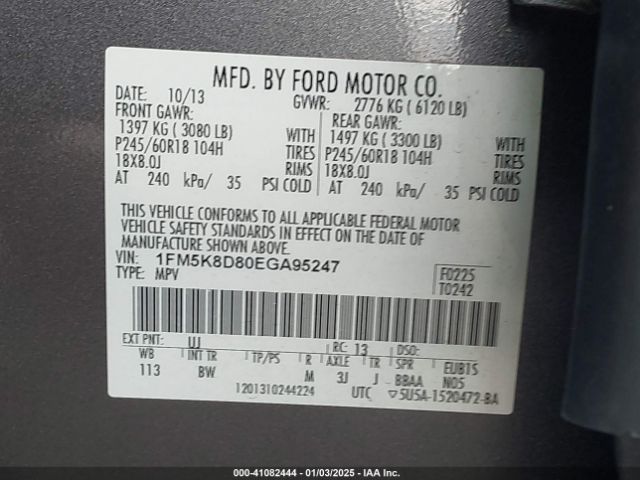 MFD. BY FORD MOTOR CO.
DATE: 10/13 GVWR: 2776 KG ( 6120 LB)
FRONT GAWR: REAR GAWR:
1397 KG ( 3080 LB) WITH 1497 KG ( 3300 LB) WITH
P245/60R18 104H TIRES P245/60R18 104H TIRES
18X8.0J RIMS 18X8.0J RIMS
AT 240 kPa/ 35 PSI COLD AT 240 kPa/ 35 PSI COLD
THIS VEHICLE CONFORMS TO ALL APPLICABLE FEDERAL MOTOR
VEHICLE SAFETY STANDARDS IN EFFECT ON THE DATE OF
MANUFACTURE SHOWN ABOVE.
VIN: 1FM5K8D80EGA95247 F0225
TYPE: MPV T0242
EXT PNT: UJ RC: 13 DSO:
WB INT TR TP/PS R AXLE TR SPR EUB1S
113 BW M 3J J BBAA N05
1201310244224 UTC ▽5U5A-1520472-BA
000-41082444 - 01/03/2025 - IAA Inc.